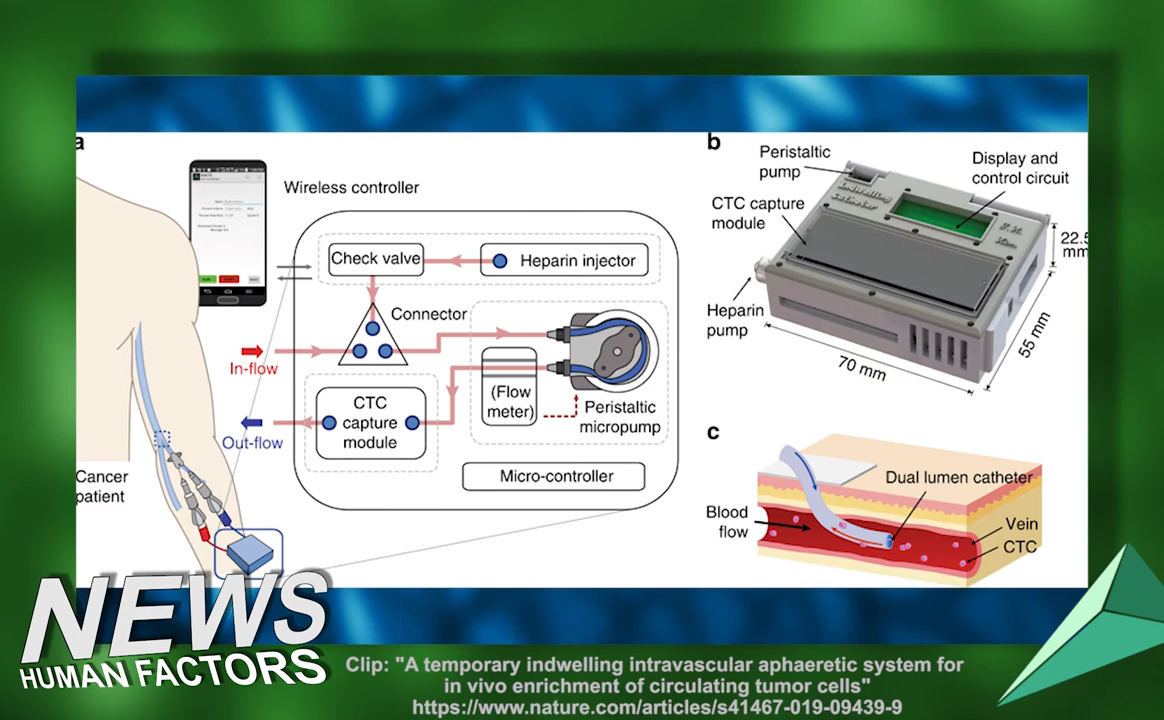 a
Wireless controller
Check valve
Heparin injector
Connector
In-flow
Out-flow
CTC
capture
module
(Flow
meter)
Peristaltic
micropump
Micro-controller
Cancer
patient
b
Peristaltic
pump
Display and
control circuit
CTC capture
module
Indwelling
Catheter
Heparin
pump
22.5
mm
55 mm
70 mm
c
Dual lumen catheter
Blood
flow
Vein
CTC
NEWS
HUMAN FACTORS
Clip: "A temporary indwelling intravascular aphaeretic system for
in vivo enrichment of circulating tumor cells"
https://www.nature.com/articles/s41467-019-09439-9